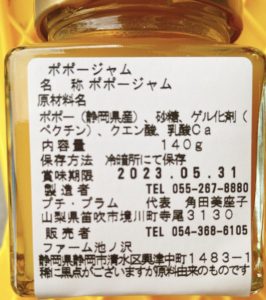 ポポージャム
名　称 ポポージャム
原材料名
ポポー（静岡県産）、砂糖、ゲル化剤（
ペクチン）、クエン酸、乳酸Ca
内容量　140g
保存方法　冷暗所にて保存
賞味期限　2023.05.31
製造者　TEL 055-267-8880
プチ・プラム　代表 角田美座子
山梨県笛吹市境川町寺尾3130
販売者　TEL 054-368-6105
ファーム池ノ沢
静岡県静岡市清水区興津中町1483-1
稀に黒点がございますが原料由来のものです